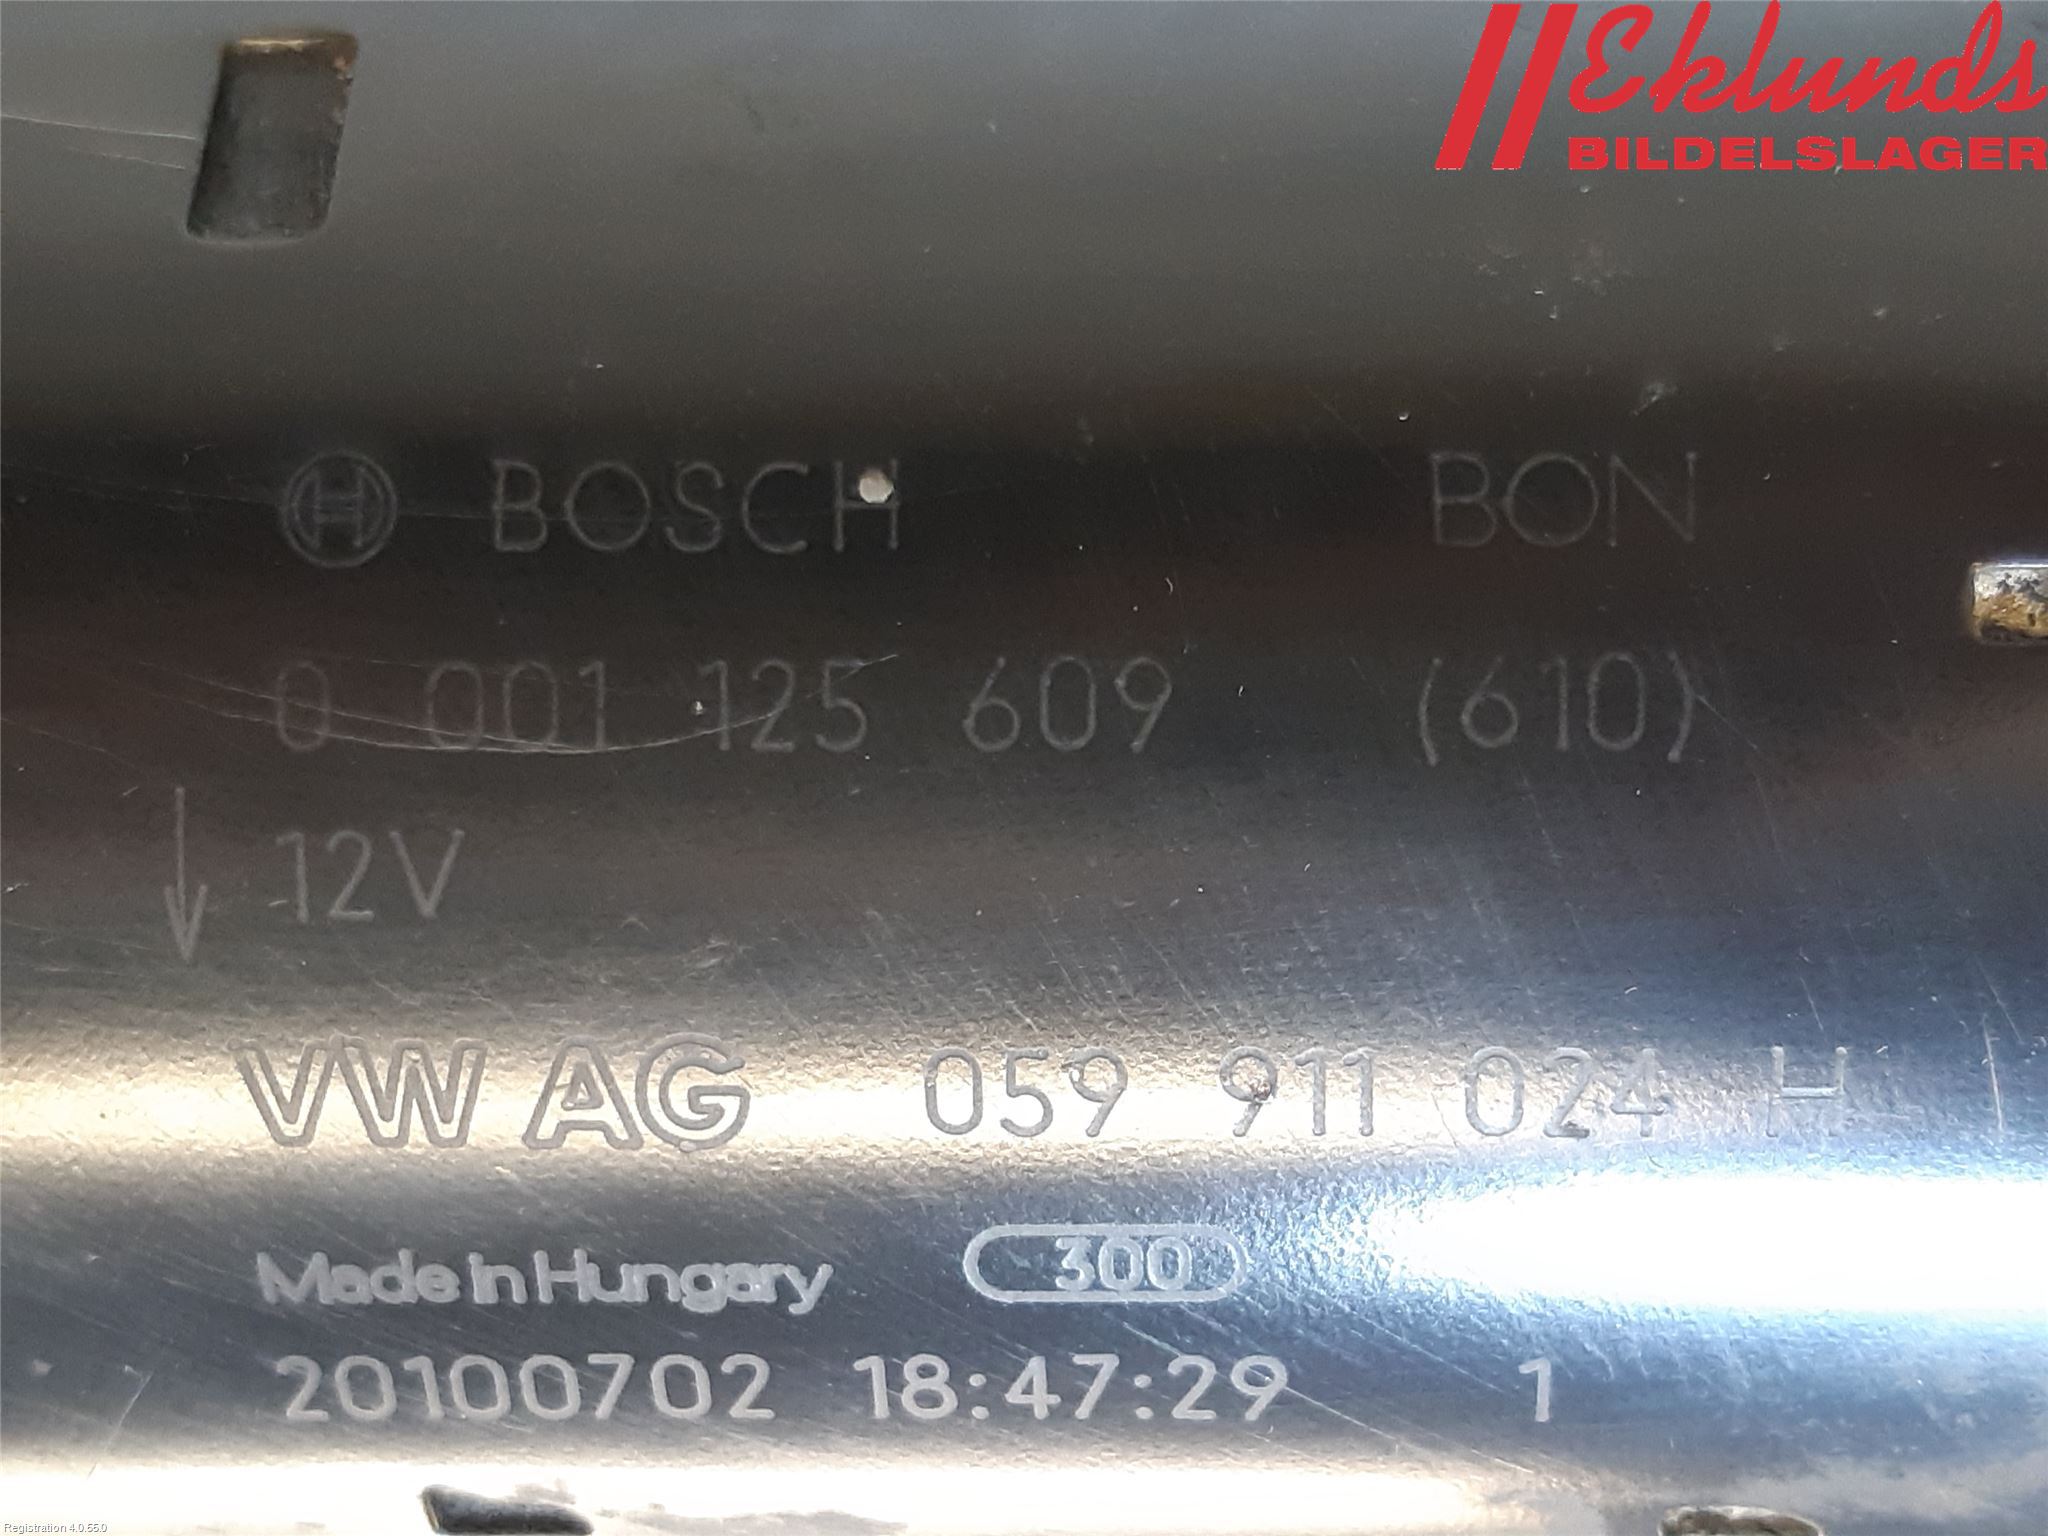 Eklunds
BILDELSLAGER
BOSCH BON
0 001 125 609 (610)
12V
VW AG 059 911 024 H
Made in Hungary 300
20100702 18:47:29 1
Registration 4.0.55.0